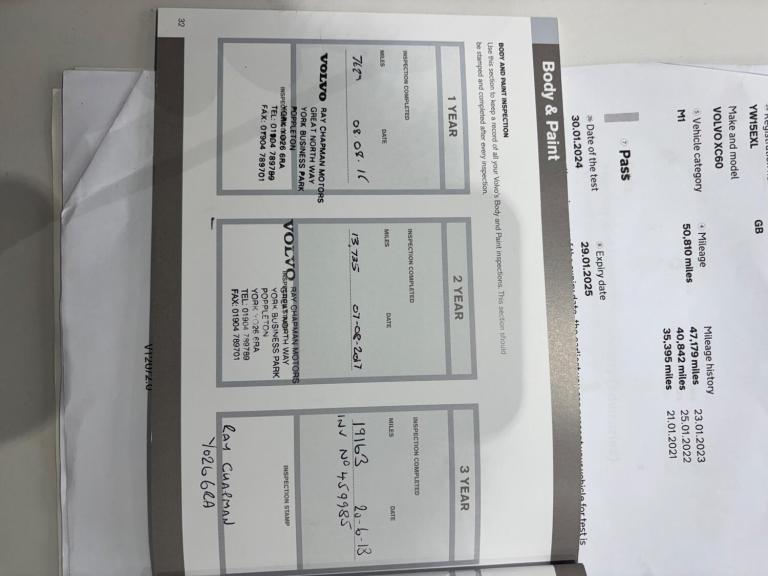 YW15EXL
GB
Make and model
VOLVO XC60
Vehicle category
M1
Mileage
50,810 miles
Mileage history
47,179 miles 23.01.2023
40,842 miles 25.01.2022
35,395 miles 21.01.2021
Pass
Date of the test
30.01.2024
Expiry date
29.01.2025
Body & Paint
BODY AND PAINT INSPECTION
Use this section to keep a record of all your Volvo's Body and Paint inspections. This section should
be stamped and completed after every inspection.
1 YEAR
INSPECTION COMPLETED
MILES DATE
08 08. 16
VOLVO RAY CHAPMAN MOTORS
GREAT NORTH WAY
YORK BUSINESS PARK
POPPLETON
YORK YO26 6RA
TEL: 01904 789789
FAX: 01904 789701
2 YEAR
INSPECTION COMPLETED
MILES DATE
13,735 07-08-2017
VOLVO RAY CHAPMAN MOTORS
GREAT NORTH WAY
YORK BUSINESS PARK
POPPLETON
YORK YO26 6RA
TEL: 01904 789789
FAX: 01904 789701
3 YEAR
INSPECTION COMPLETED
MILES DATE
19163 20-6-18
INV Nº 459985
INSPECTION STAMP
RAY CHAPMAN
YO26 6RA
32